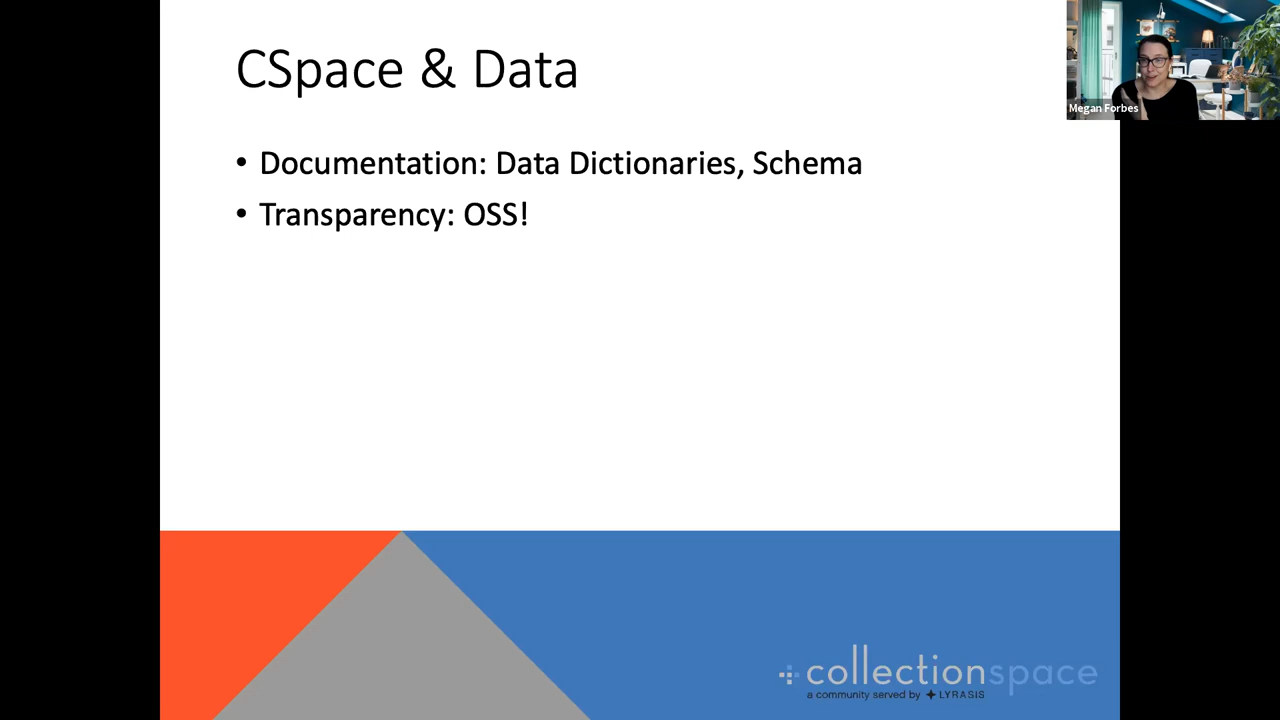 CSpace & Data
Megan Forbes
• Documentation: Data Dictionaries, Schema
• Transparency: OSS!
collectionspace
a community served by LYRASIS